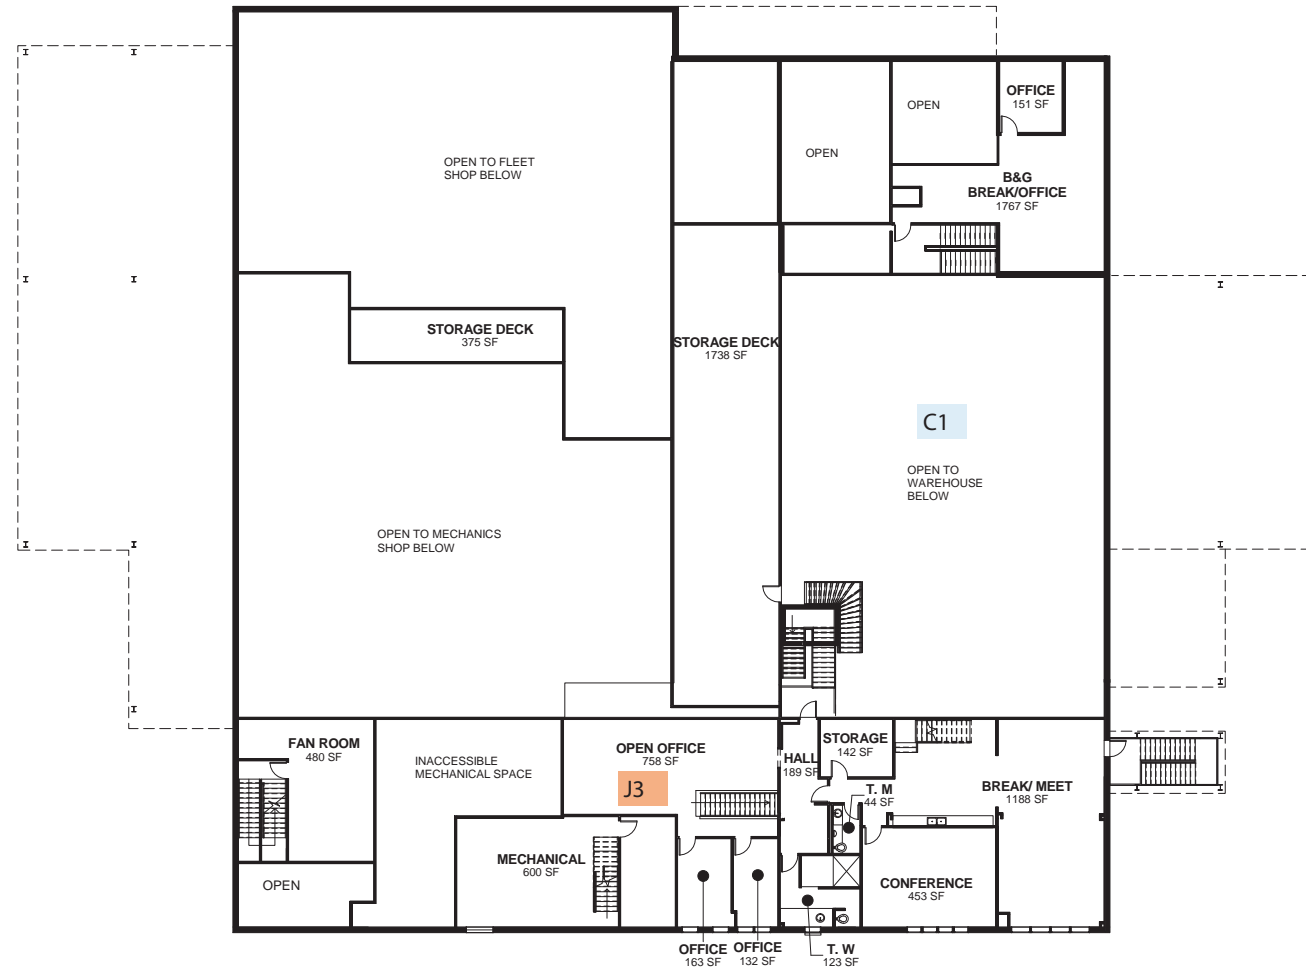 OFFICE
151 SF
OPEN
OPEN
OPEN TO FLEET
SHOP BELOW
B&G
BREAK/OFFICE
1767 SF
STORAGE DECK
375 SF
STORAGE DECK
1738 SF
C1
OPEN TO
WAREHOUSE
BELOW
OPEN TO MECHANICS
SHOP BELOW
FAN ROOM
480 SF
INACCESSIBLE
MECHANICAL SPACE
OPEN OFFICE
758 SF
J3
HALL
189 SF
STORAGE
142 SF
T. M
44 SF
BREAK/ MEET
1188 SF
MECHANICAL
600 SF
OPEN
CONFERENCE
453 SF
OFFICE
163 SF
OFFICE
132 SF
T. W
123 SF